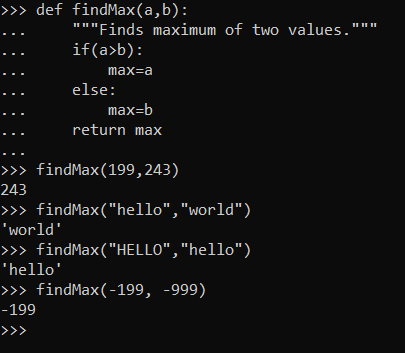 >>> def findMax(a,b):
...     """Finds maximum of two values."""
...     if(a>b):
...         max=a
...     else:
...         max=b
...     return max
...
>>> findMax(199,243)
243
>>> findMax("hello","world")
'world'
>>> findMax("HELLO","hello")
'hello'
>>> findMax(-199, -999)
-199
>>>